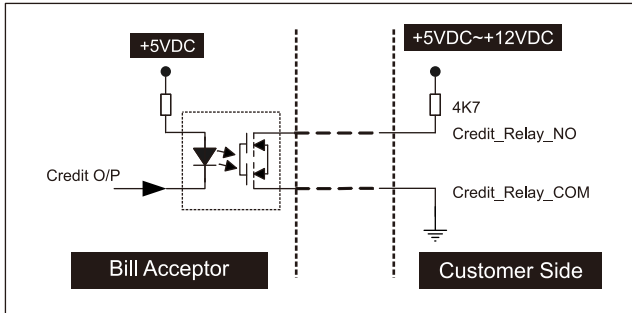 +5VDC
+5VDC~+12VDC
4K7
Credit_Relay_NO
Credit O/P
Credit_Relay_COM
Bill Acceptor
Customer Side